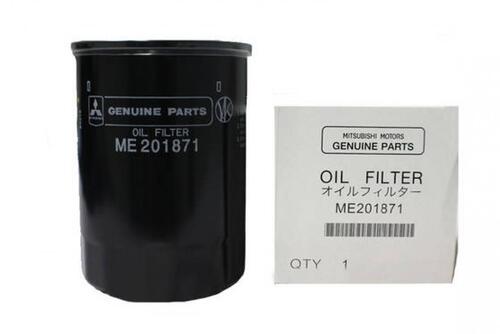 GENUINE PARTS
OIL FILTER
ME201871
MITSUBISHI MOTORS
GENUINE PARTS
OIL FILTER
オイルフィルター
ME201871
QTY 1